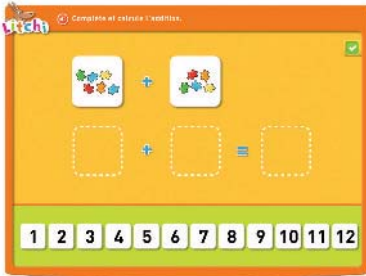 Litchi
Complète et calcule l'addition.
+
+ =
1 2 3 4 5 6 7 8 9 10 11 12